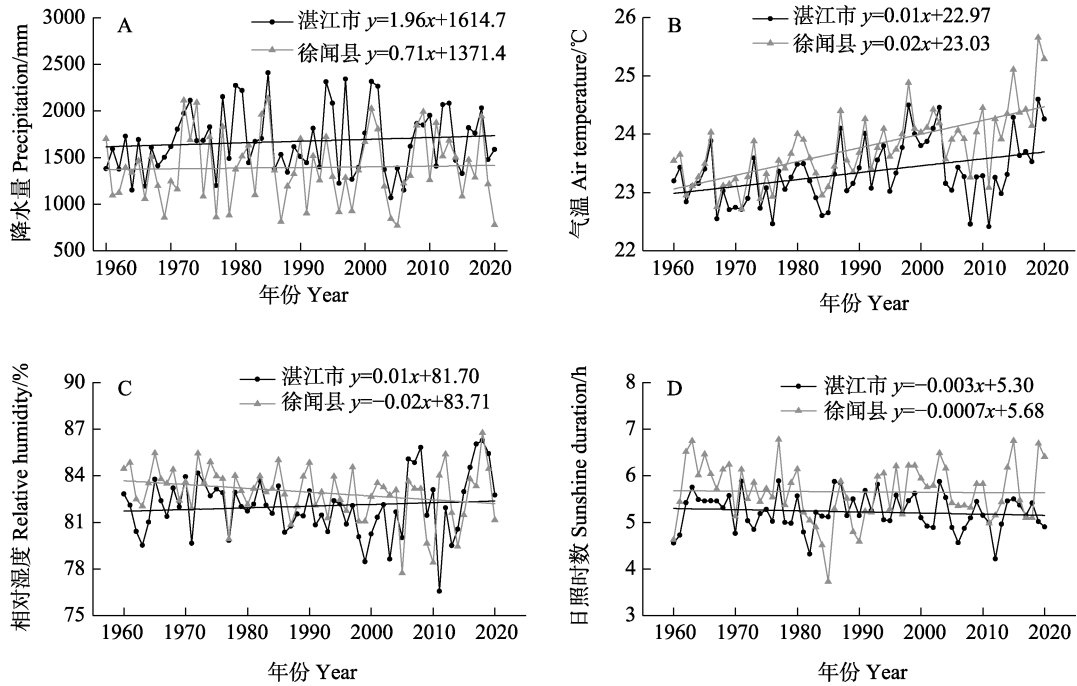 A
湛江市 y=1.96x+1614.7
徐闻县 y=0.71x+1371.4
降水量 Precipitation/mm
3000
2500
2000
1500
1000
500
1960 1970 1980 1990 2000 2010 2020
年份 Year
B
湛江市 y=0.01x+22.97
徐闻县 y=0.02x+23.03
气温 Air temperature/℃
26
25
24
23
22
1960 1970 1980 1990 2000 2010 2020
年份 Year
C
湛江市 y=0.01x+81.70
徐闻县 y=−0.02x+83.71
相对湿度 Relative humidity/%
90
87
84
81
78
75
1960 1970 1980 1990 2000 2010 2020
年份 Year
D
湛江市 y=−0.003x+5.30
徐闻县 y=−0.0007x+5.68
日照时数 Sunshine duration/h
8
7
6
5
4
3
1960 1970 1980 1990 2000 2010 2020
年份 Year